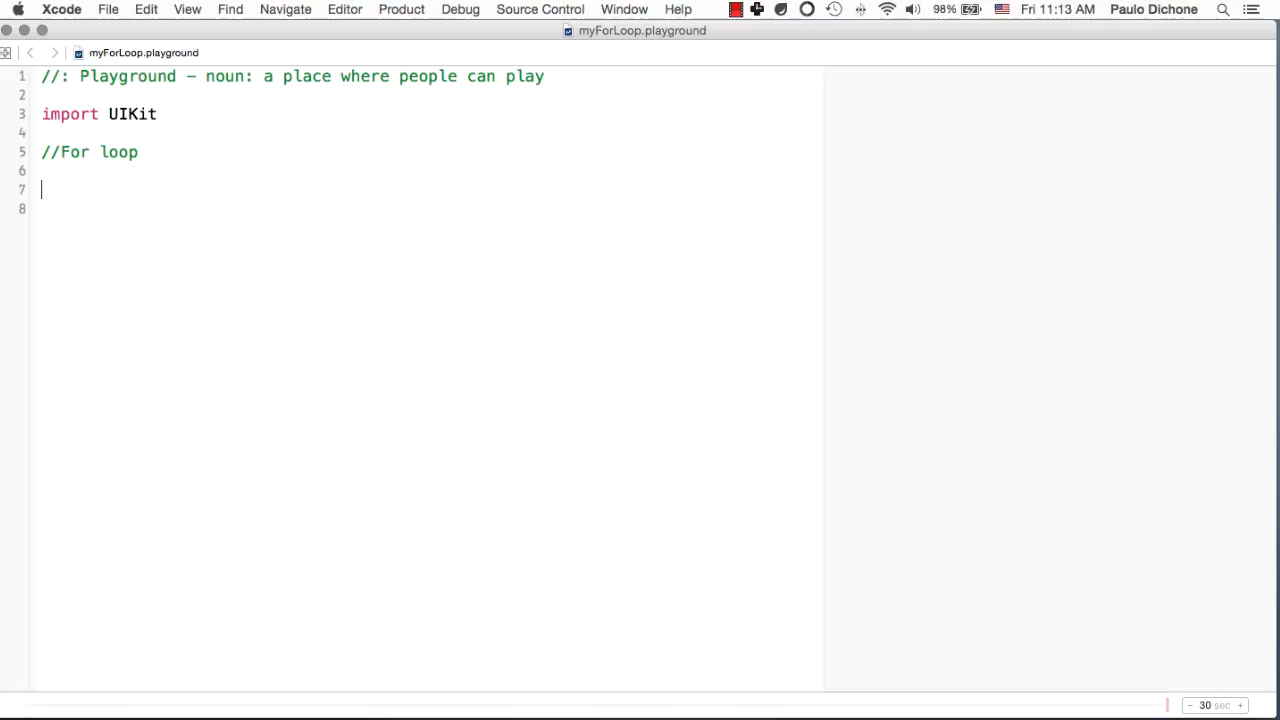 Xcode File Edit View Find Navigate Editor Product Debug Source Control Window Help 98% Fri 11:13 AM Paulo Dichone
myForLoop.playground
myForLoop.playground
1 //: Playground - noun: a place where people can play
2
3 import UIKit
4
5 //For loop
6
7
8
- 30 sec +